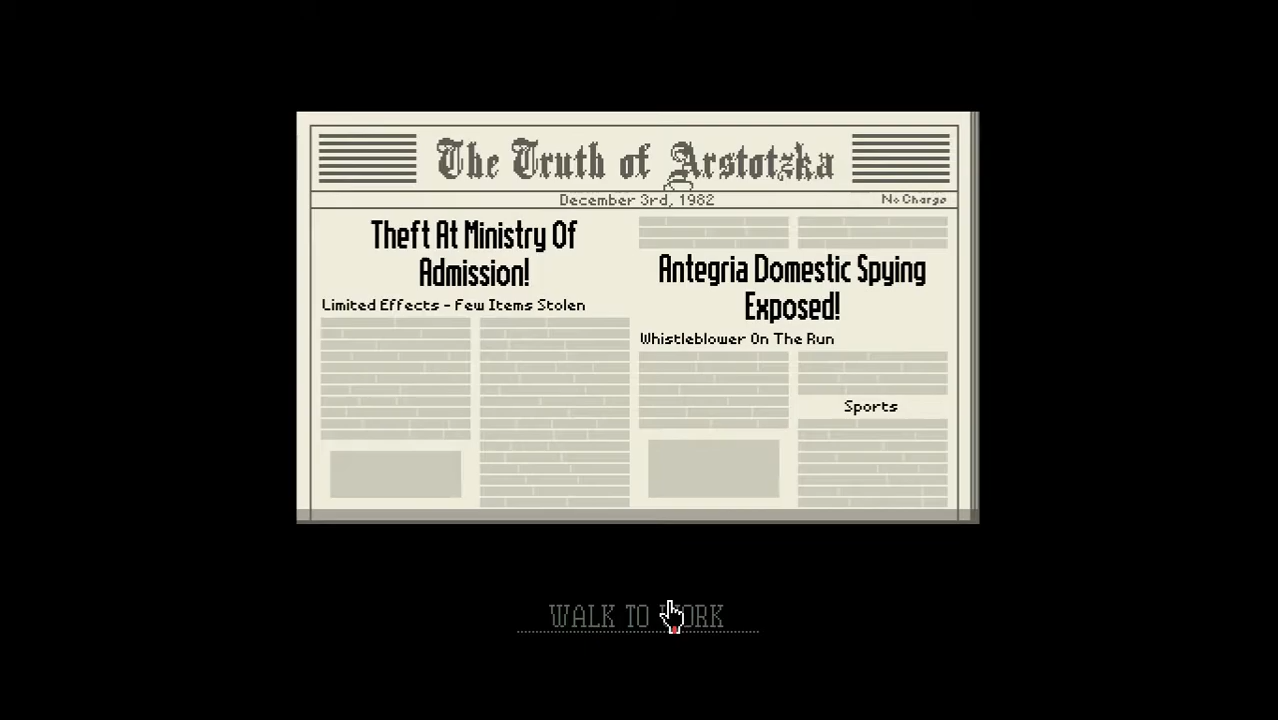 The Truth of Arstotzka
December 3rd, 1982
No Charge
Theft At Ministry Of
Admission!
Limited Effects - Few Items Stolen
Antegria Domestic Spying
Exposed!
Whistleblower On The Run
Sports
WALK TO WORK